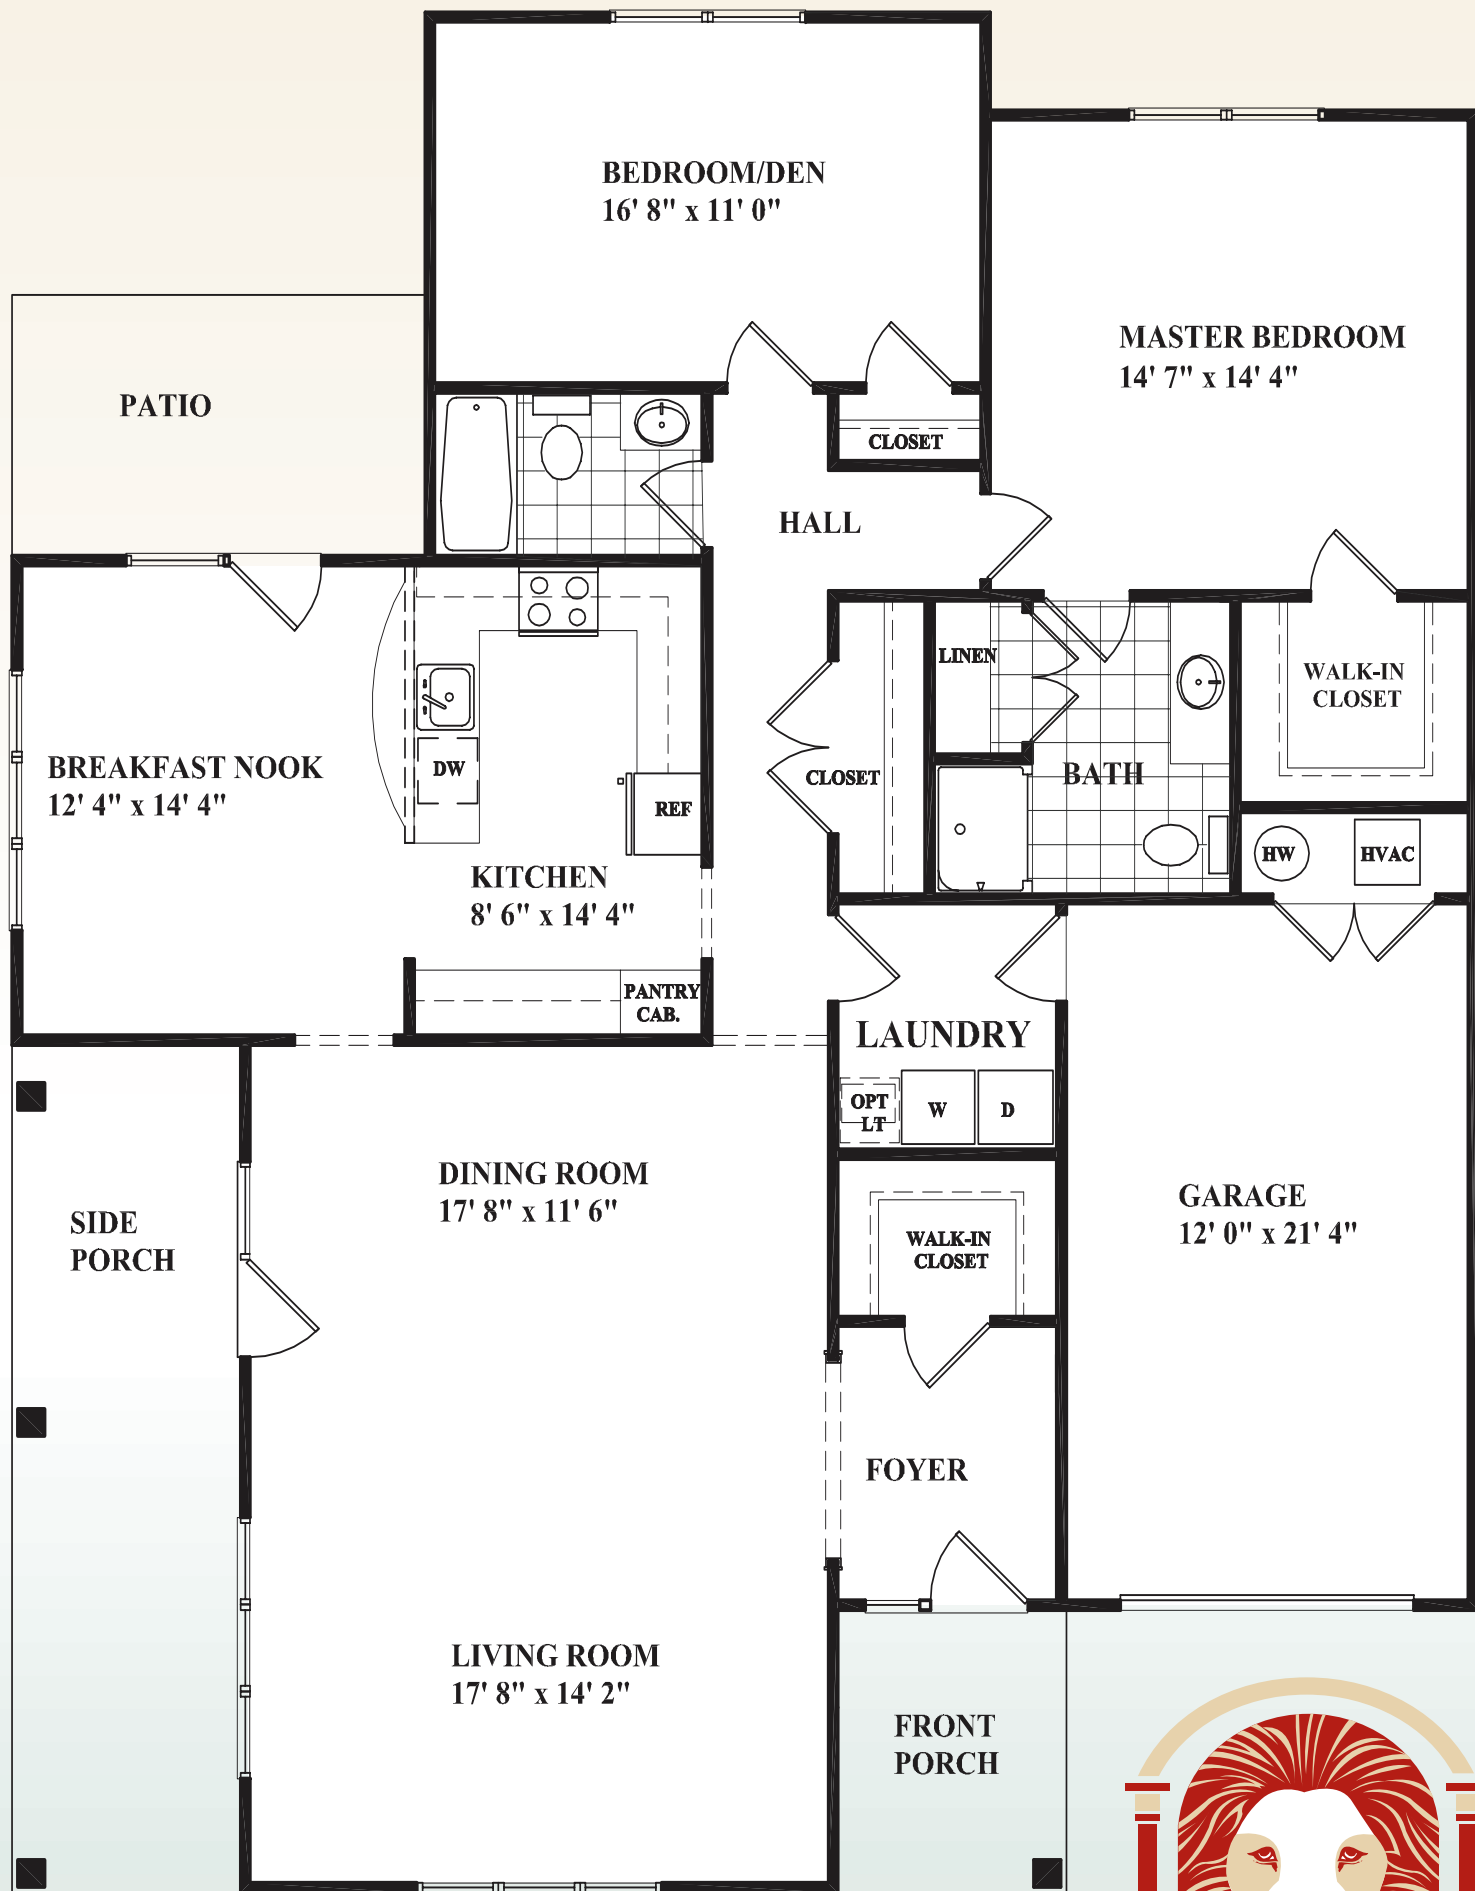 BEDROOM/DEN
16' 8" x 11' 0"
MASTER BEDROOM
14' 7" x 14' 4"
PATIO
CLOSET
HALL
LINEN
WALK-IN
CLOSET
BREAKFAST NOOK
12' 4" x 14' 4"
DW
REF
CLOSET
BATH
KITCHEN
8' 6" x 14' 4"
HW
HVAC
PANTRY
CAB.
LAUNDRY
OPT
LT
W
D
DINING ROOM
17' 8" x 11' 6"
SIDE
PORCH
WALK-IN
CLOSET
GARAGE
12' 0" x 21' 4"
FOYER
LIVING ROOM
17' 8" x 14' 2"
FRONT
PORCH